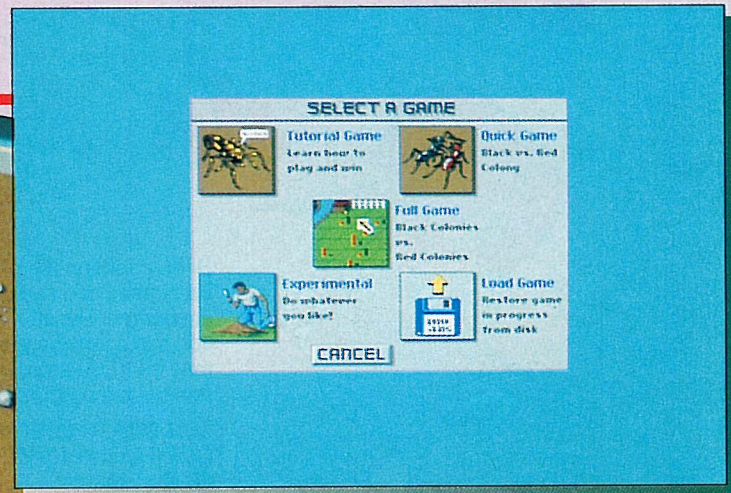 SELECT A GAME
Tutorial Game
Learn how to
play and win
Quick Game
Black vs. Red
Colony
Full Game
Black Colonies
vs.
Red Colonies
Experimental
Do whatever
you like!
Load Game
Restore game
in progress
from disk
CANCEL